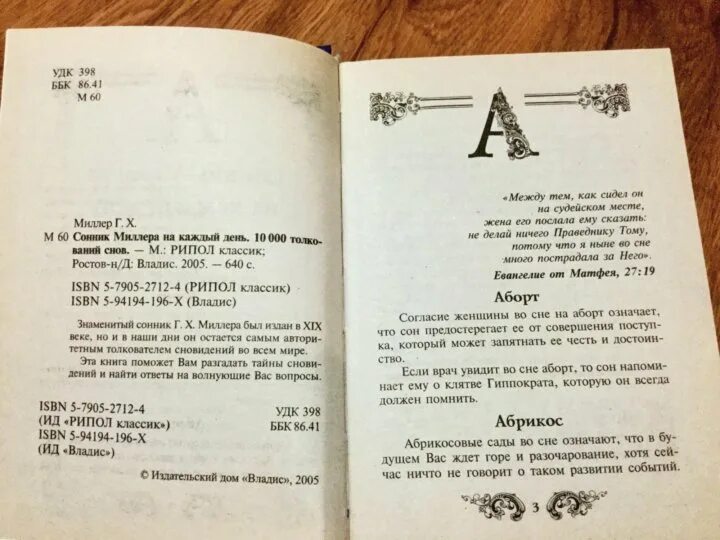 УДК 398
ББК 86.41
М 60
Миллер Г. Х.
М 60 Сонник Миллера на каждый день. 10 000 толко-
ваний снов. — М.: РИПОЛ классик;
Ростов-н/Д: Владис. 2005. — 640 с.
ISBN 5-7905-2712-4 (РИПОЛ классик)
ISBN 5-94194-196-X (Владис)
Знаменитый сонник Г. Х. Миллера был издан в XIX
веке, но и в наши дни он остается самым автори-
тетным толкователем сновидений во всем мире.
Эта книга поможет Вам разгадать тайны снови-
дений и найти ответы на волнующие Вас вопросы.
ISBN 5-7905-2712-4
(ИД «РИПОЛ классик»)
ISBN 5-94194-196-X
(ИД «Владис»)
УДК 398
ББК 86.41
© Издательский дом «Владис», 2005
А
«Между тем, как сидел он
на судейском месте,
жена его послала ему сказать:
не делай ничего Праведнику Тому,
потому что я ныне во сне
много пострадала за Него».
Евангелие от Матфея, 27:19
Аборт
Согласие женщины во сне на аборт означает,
что сон предостерегает ее от совершения поступ-
ка, который может запятнать ее честь и достоин-
ство.
Если врач увидит во сне аборт, то сон напоми-
нает ему о клятве Гиппократа, которую он всегда
должен помнить.
Абрикос
Абрикосовые сады во сне означают, что в бу-
дущем Вас ждет горе и разочарование, хотя сей-
час ничто не говорит о таком развитии событий.
3